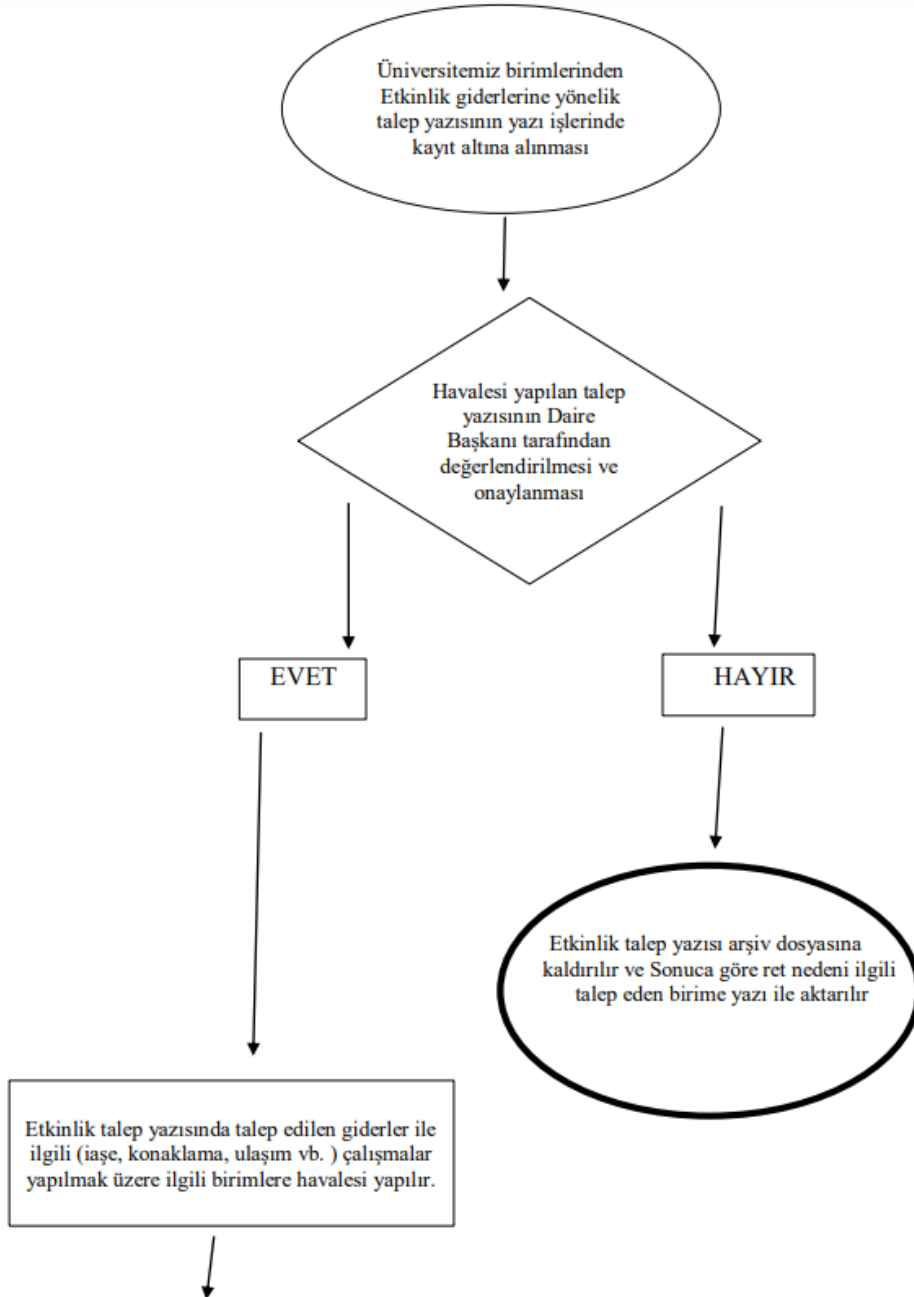 Üniversitemiz birimlerinden
Etkinlik giderlerine yönelik
talep yazısının yazı işlerinde
kayıt altına alınması
Havalesi yapılan talep
yazısının Daire
Başkanı tarafından
değerlendirilmesi ve
onaylanması
EVET
HAYIR
Etkinlik talep yazısı arşiv dosyasına
kaldırılır ve Sonuca göre ret nedeni ilgili
talep eden birime yazı ile aktarılır
Etkinlik talep yazısında talep edilen giderler ile
ilgili (iaşe, konaklama, ulaşım vb. ) çalışmalar
yapılmak üzere ilgili birimlere havalesi yapılır.